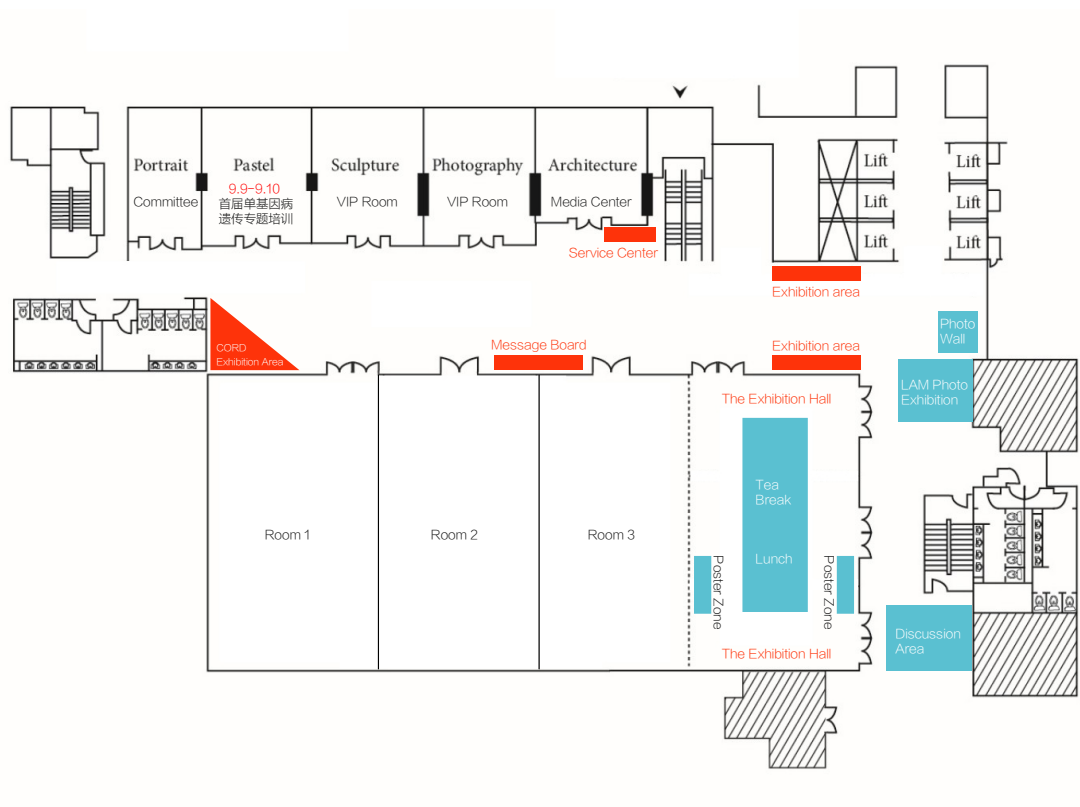 Portrait
Pastel
Sculpture
Photography
Architecture
Lift
Lift
Committee
9.9-9.10
首届单基因病
遗传专题培训
VIP Room
VIP Room
Media Center
Lift
Lift
Lift
Lift
Service Center
Exhibition area
Photo
Wall
CORD
Exhibition Area
Message Board
Exhibition area
LAM Photo
Exhibition
The Exhibition Hall
Tea
Break
Room 1
Room 2
Room 3
Lunch
Poster Zone
Poster Zone
The Exhibition Hall
Discussion
Area